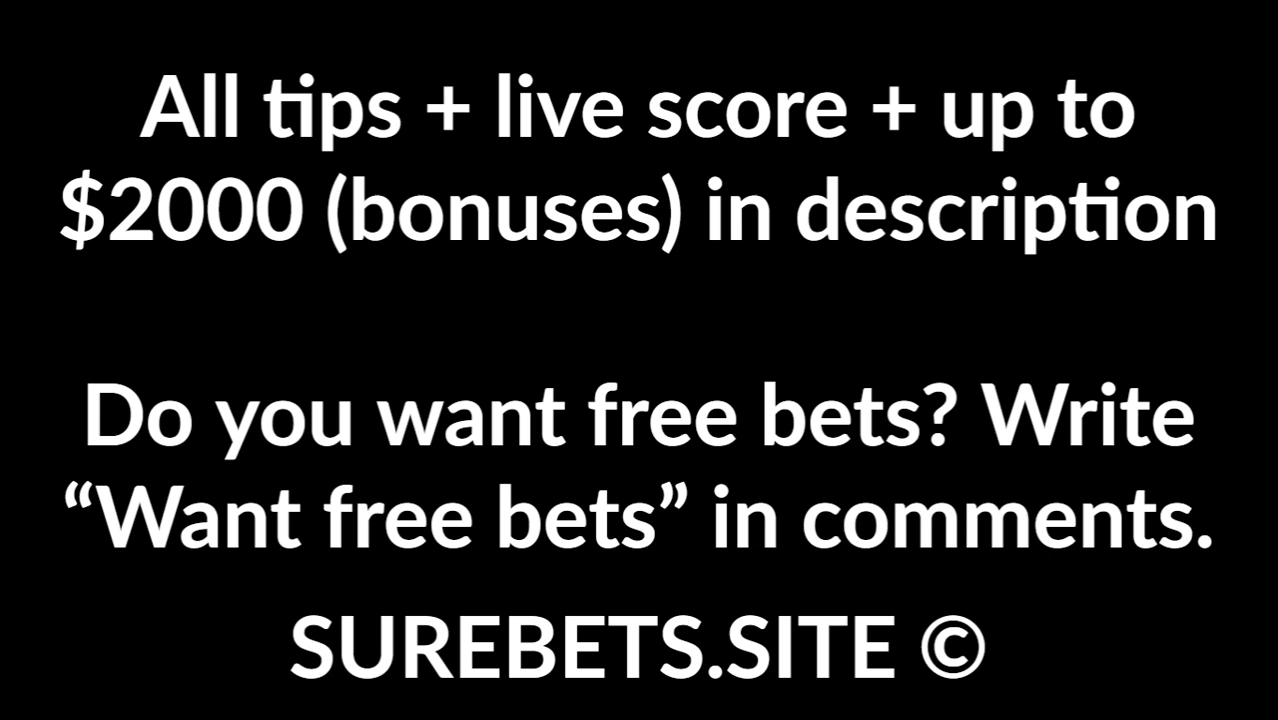 All tips + live score + up to
$2000 (bonuses) in description
Do you want free bets? Write
“Want free bets” in comments.
SUREBETS.SITE ©